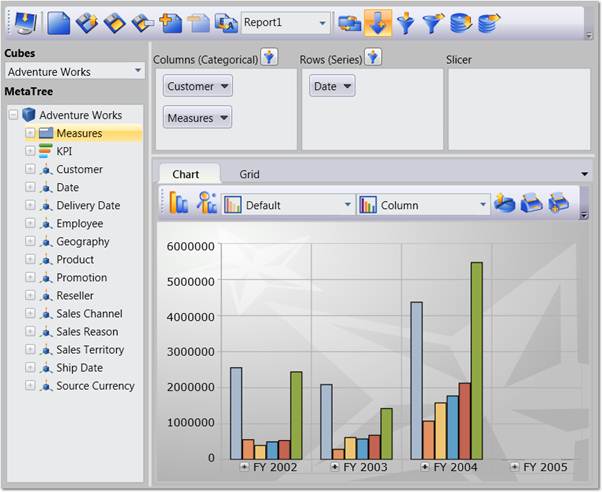 Report1
Cubes
Adventure Works
MetaTree
Adventure Works
Measures
KPI
Customer
Date
Delivery Date
Employee
Geography
Product
Promotion
Reseller
Sales Channel
Sales Reason
Sales Territory
Ship Date
Source Currency
Columns (Categorical)
Customer
Measures
Rows (Series)
Date
Slicer
Chart Grid
Default Column
6000000
5000000
4000000
3000000
2000000
1000000
0
FY 2002 FY 2003 FY 2004 FY 2005